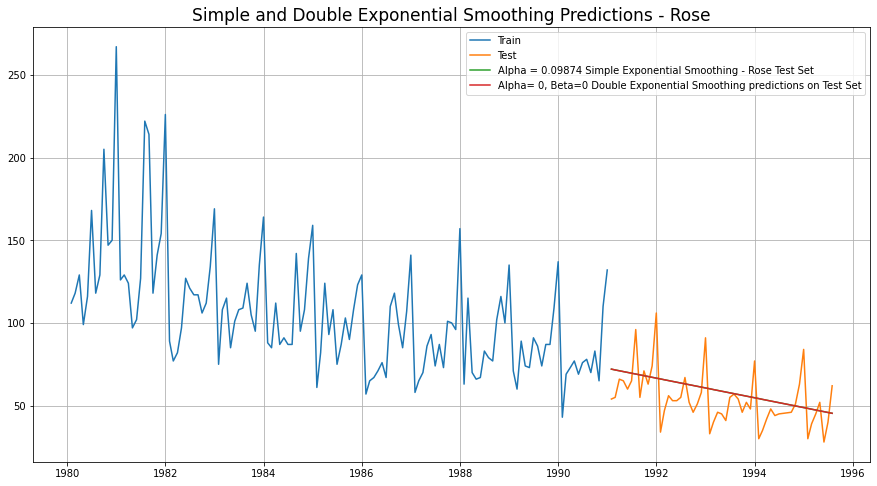 Simple and Double Exponential Smoothing Predictions - Rose
Train
Test
Alpha = 0.09874 Simple Exponential Smoothing - Rose Test Set
Alpha= 0, Beta=0 Double Exponential Smoothing predictions on Test Set
250
200
150
100
50
1980 1982 1984 1986 1988 1990 1992 1994 1996